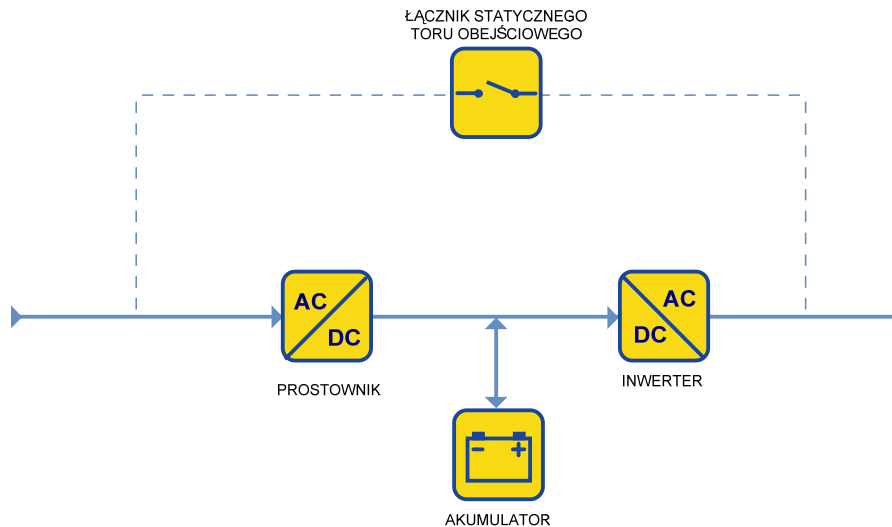 ŁĄCZNIK STATYCZNEGO
TORU OBEJŚCIOWEGO
AC
DC
PROSTOWNIK
AC
DC
INWERTER
- +
AKUMULATOR